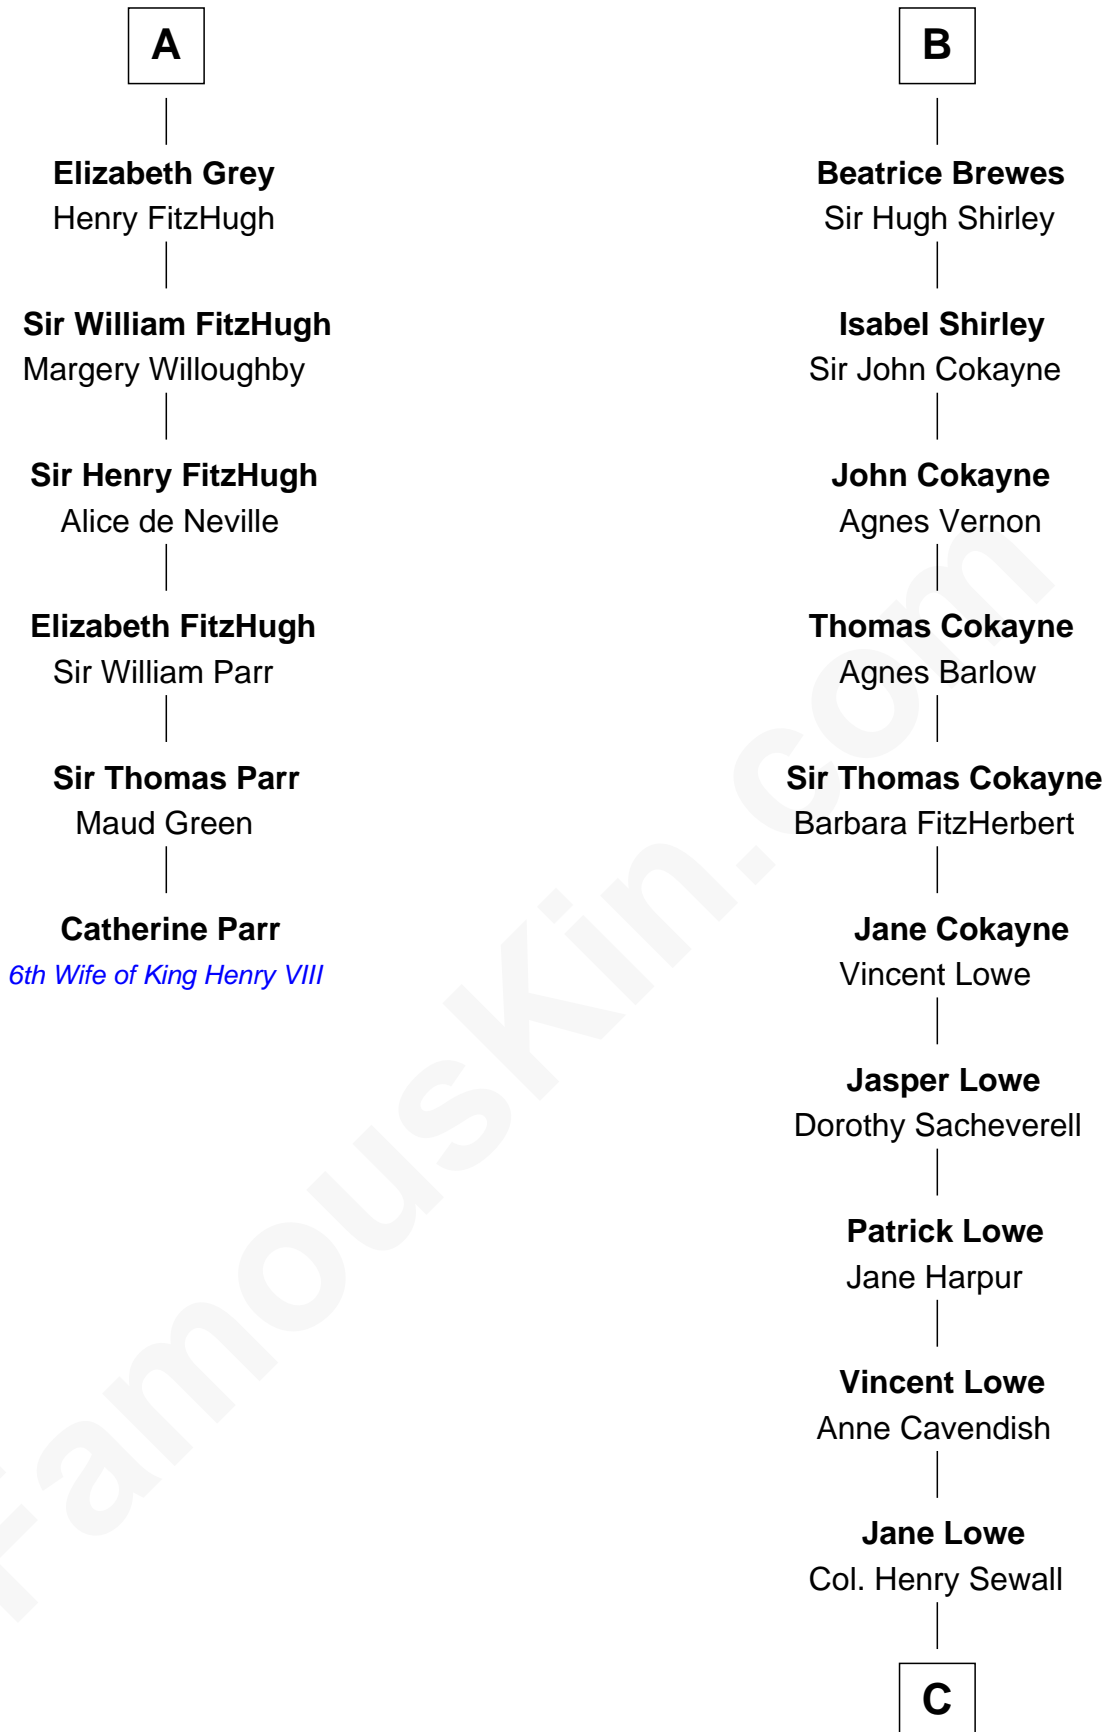 A
Elizabeth Grey
Henry FitzHugh
Sir William FitzHugh
Margery Willoughby
Sir Henry FitzHugh
Alice de Neville
Elizabeth FitzHugh
Sir William Parr
Sir Thomas Parr
Maud Green
Catherine Parr
6th Wife of King Henry VIII
B
Beatrice Brewes
Sir Hugh Shirley
Isabel Shirley
Sir John Cokayne
John Cokayne
Agnes Vernon
Thomas Cokayne
Agnes Barlow
Sir Thomas Cokayne
Barbara FitzHerbert
Jane Cokayne
Vincent Lowe
Jasper Lowe
Dorothy Sacheverell
Patrick Lowe
Jane Harpur
Vincent Lowe
Anne Cavendish
Jane Lowe
Col. Henry Sewall
C
FamousKin.com